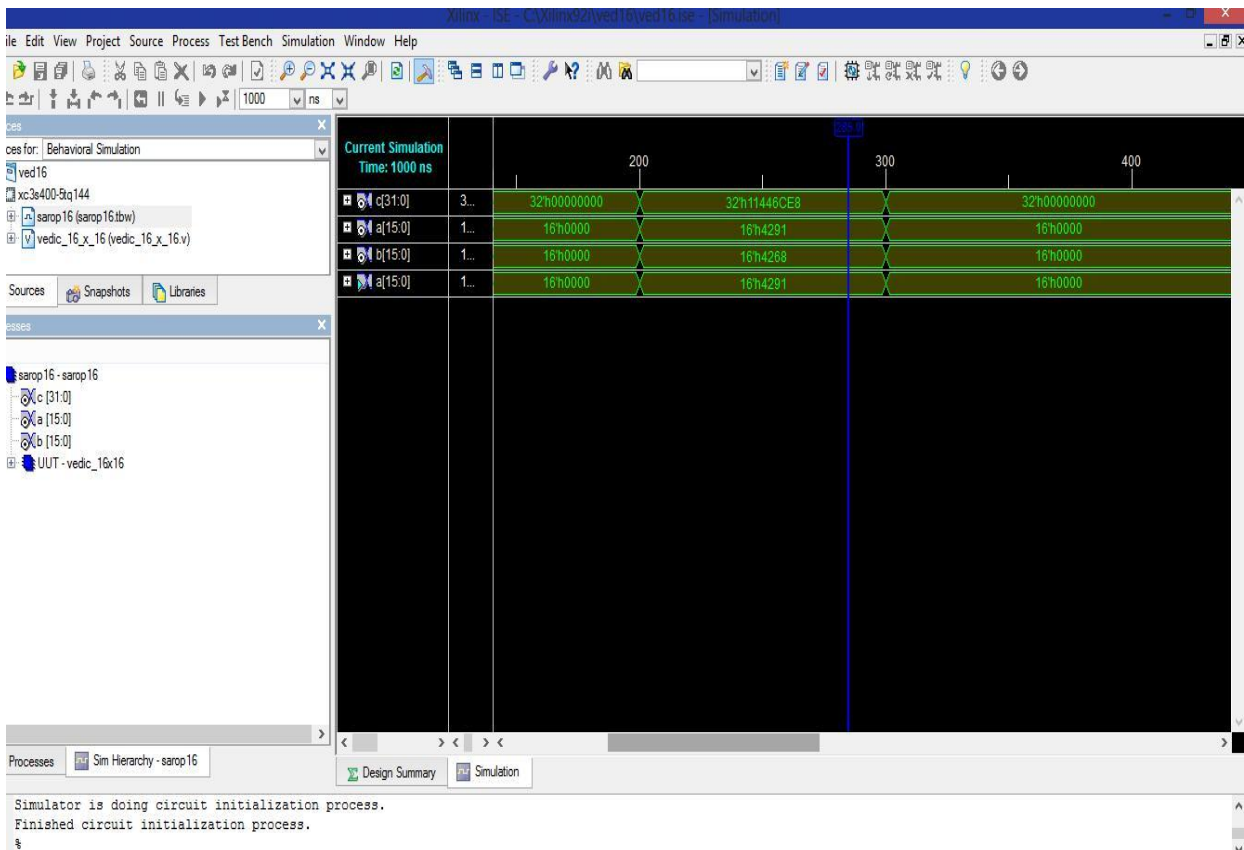 Xilinx - ISE - C:\Xilinx92i\ved16\ved16.ise - [Simulation]
ile Edit View Project Source Process Test Bench Simulation Window Help
1000 ns
ces
ces for: Behavioral Simulation
ved16
xc3s400-5tq144
sarop16 (sarop16.tbw)
vedic_16_x_16 (vedic_16_x_16.v)
Sources Snapshots Libraries
esses
sarop16 - sarop16
c [31:0]
a [15:0]
b [15:0]
UUT - vedic_16x16
Processes Sim Hierarchy - sarop16
Current Simulation
Time: 1000 ns
200 300 400
c[31:0] 3... 32'h00000000 32'h11446CE8 32'h00000000
a[15:0] 1... 16'h0000 16'h4291 16'h0000
b[15:0] 1... 16'h0000 16'h4268 16'h0000
a[15:0] 1... 16'h0000 16'h4291 16'h0000
Design Summary Simulation
Simulator is doing circuit initialization process.
Finished circuit initialization process.
%